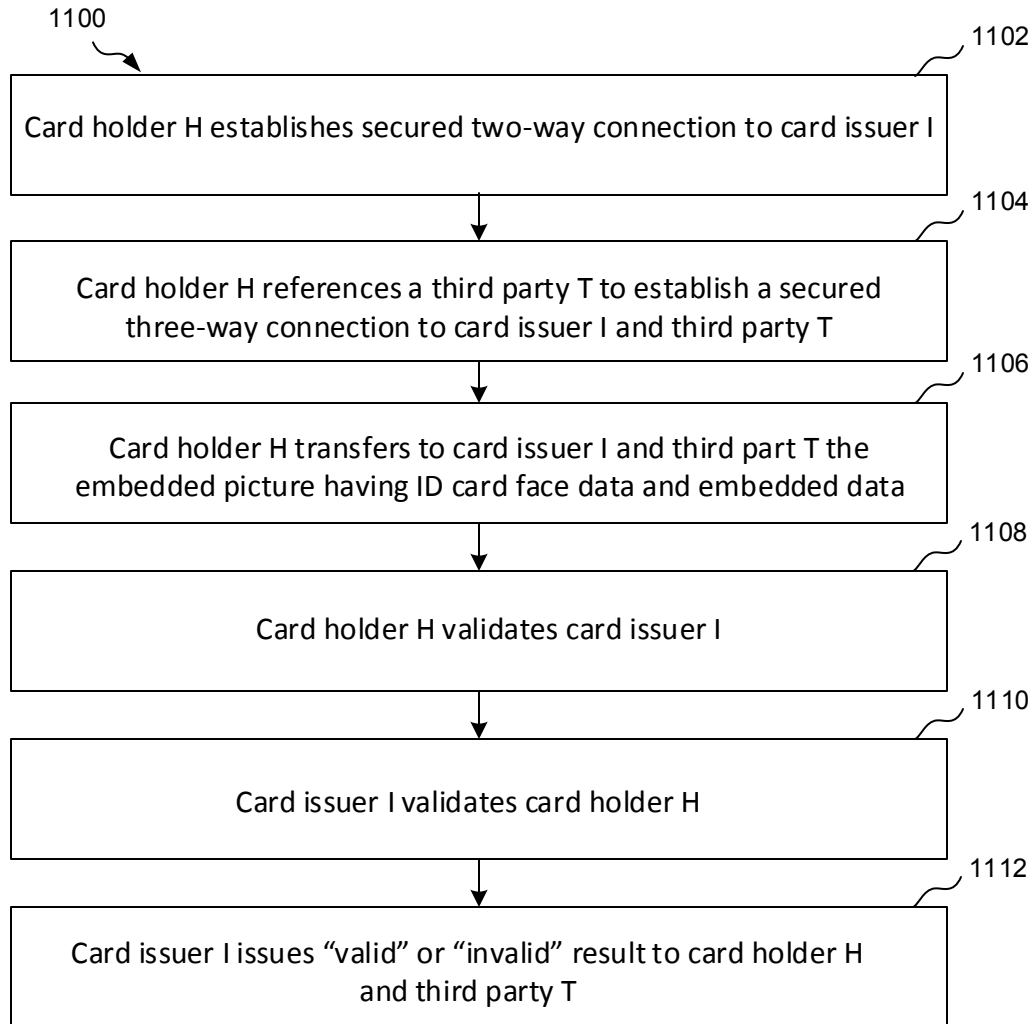 1100
1102
Card holder H establishes secured two-way connection to card issuer I
1104
Card holder H references a third party T to establish a secured
three-way connection to card issuer I and third party T
1106
Card holder H transfers to card issuer I and third part T the
embedded picture having ID card face data and embedded data
1108
Card holder H validates card issuer I
1110
Card issuer I validates card holder H
1112
Card issuer I issues “valid” or “invalid” result to card holder H
and third party T